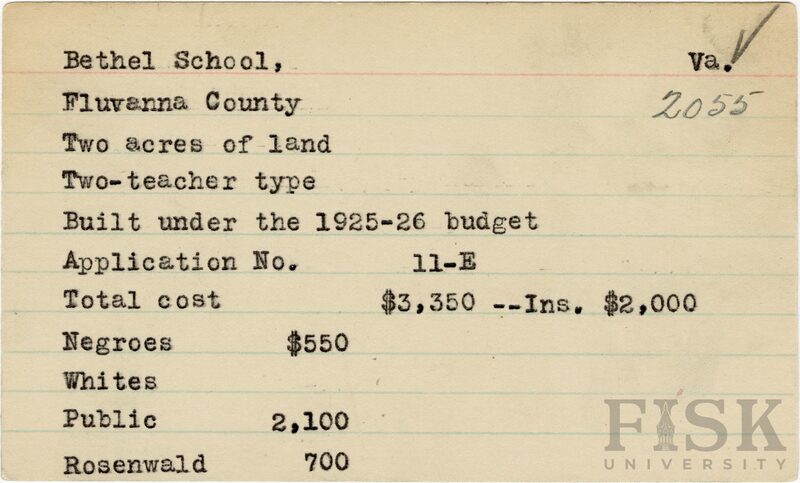 Bethel School, Va.
2055
Fluvanna County
Two acres of land
Two-teacher type
Built under the 1925-26 budget
Application No. 11-E
Total cost $3,350 --Ins. $2,000
Negroes $550
Whites
Public 2,100
Rosenwald 700
FISK
UNIVERSITY